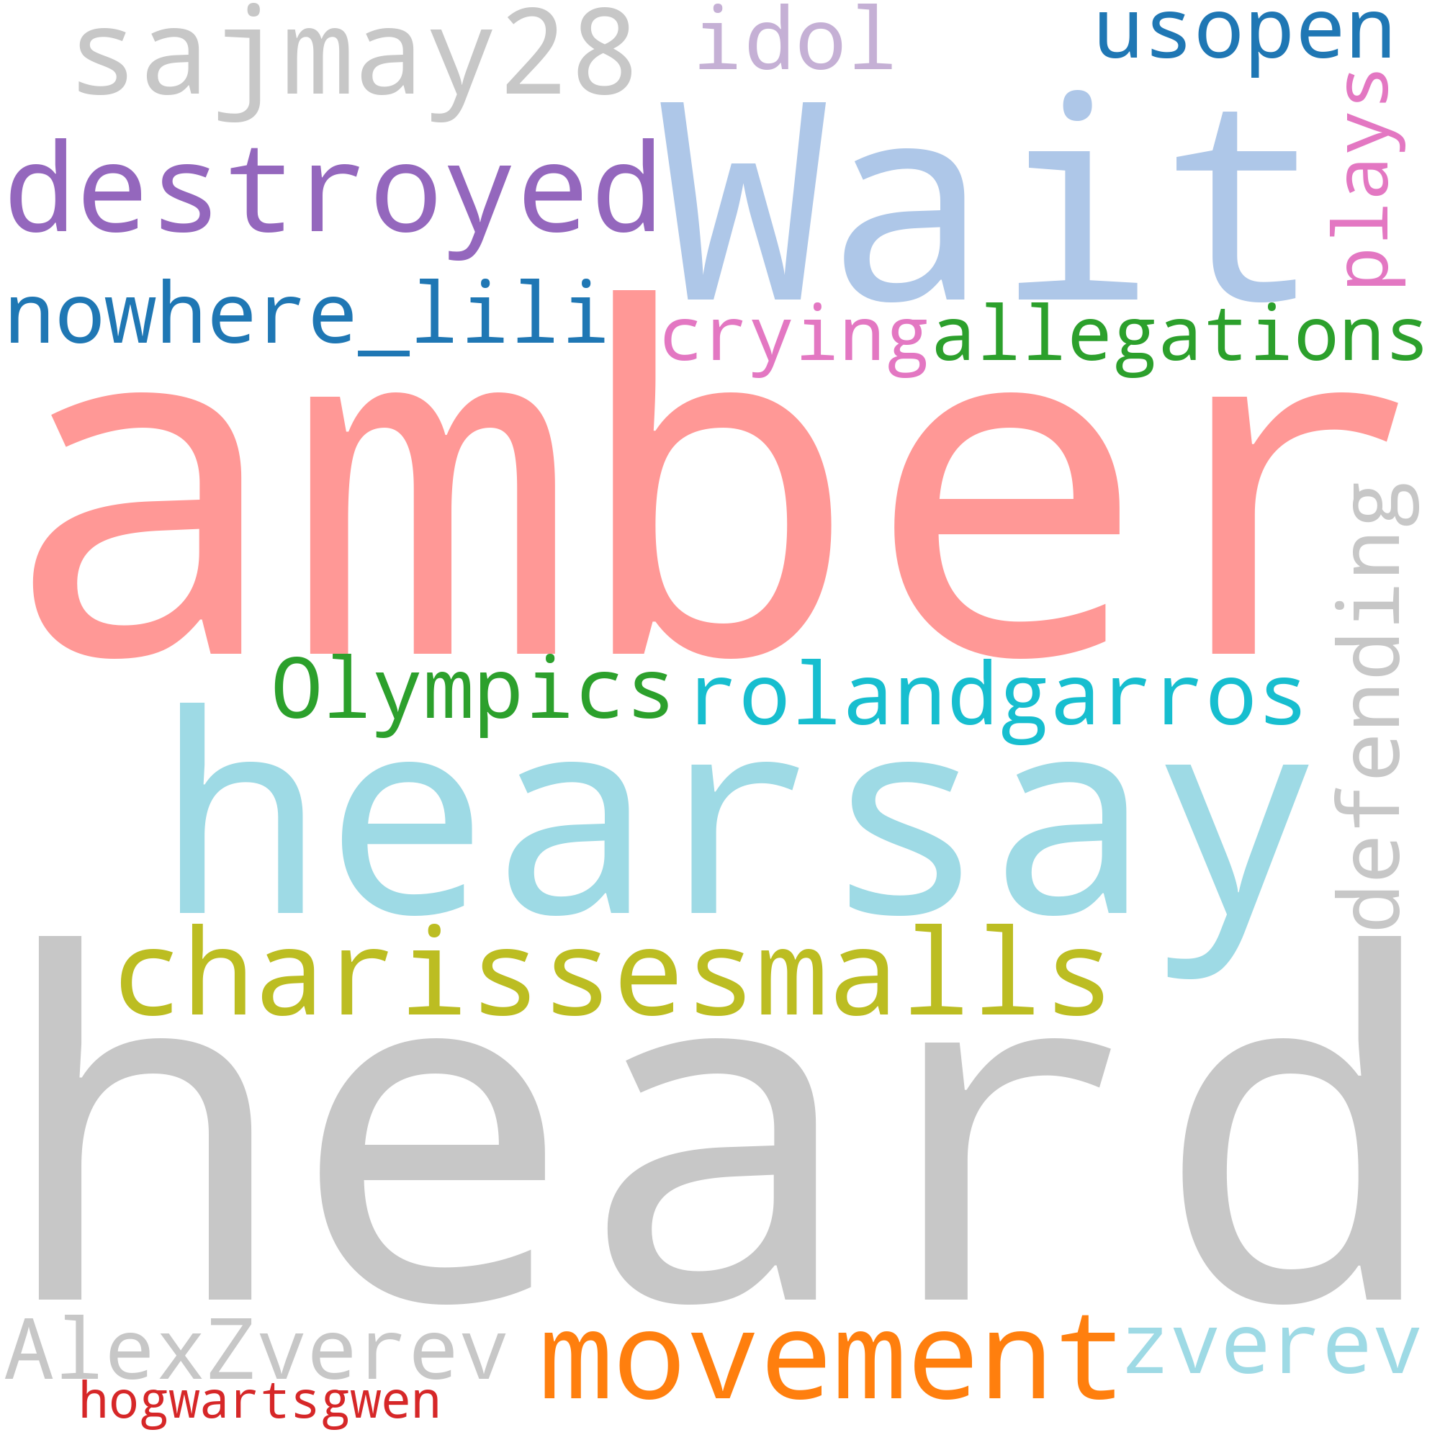 sajmay28
idol
usopen
plays
destroyed
Wait
nowhere_lili
crying
allegations
amber
defending
Olympics
rolandgarros
hearsay
charissesmalls
heard
AlexZverev
movement
zverev
hogwartsgwen